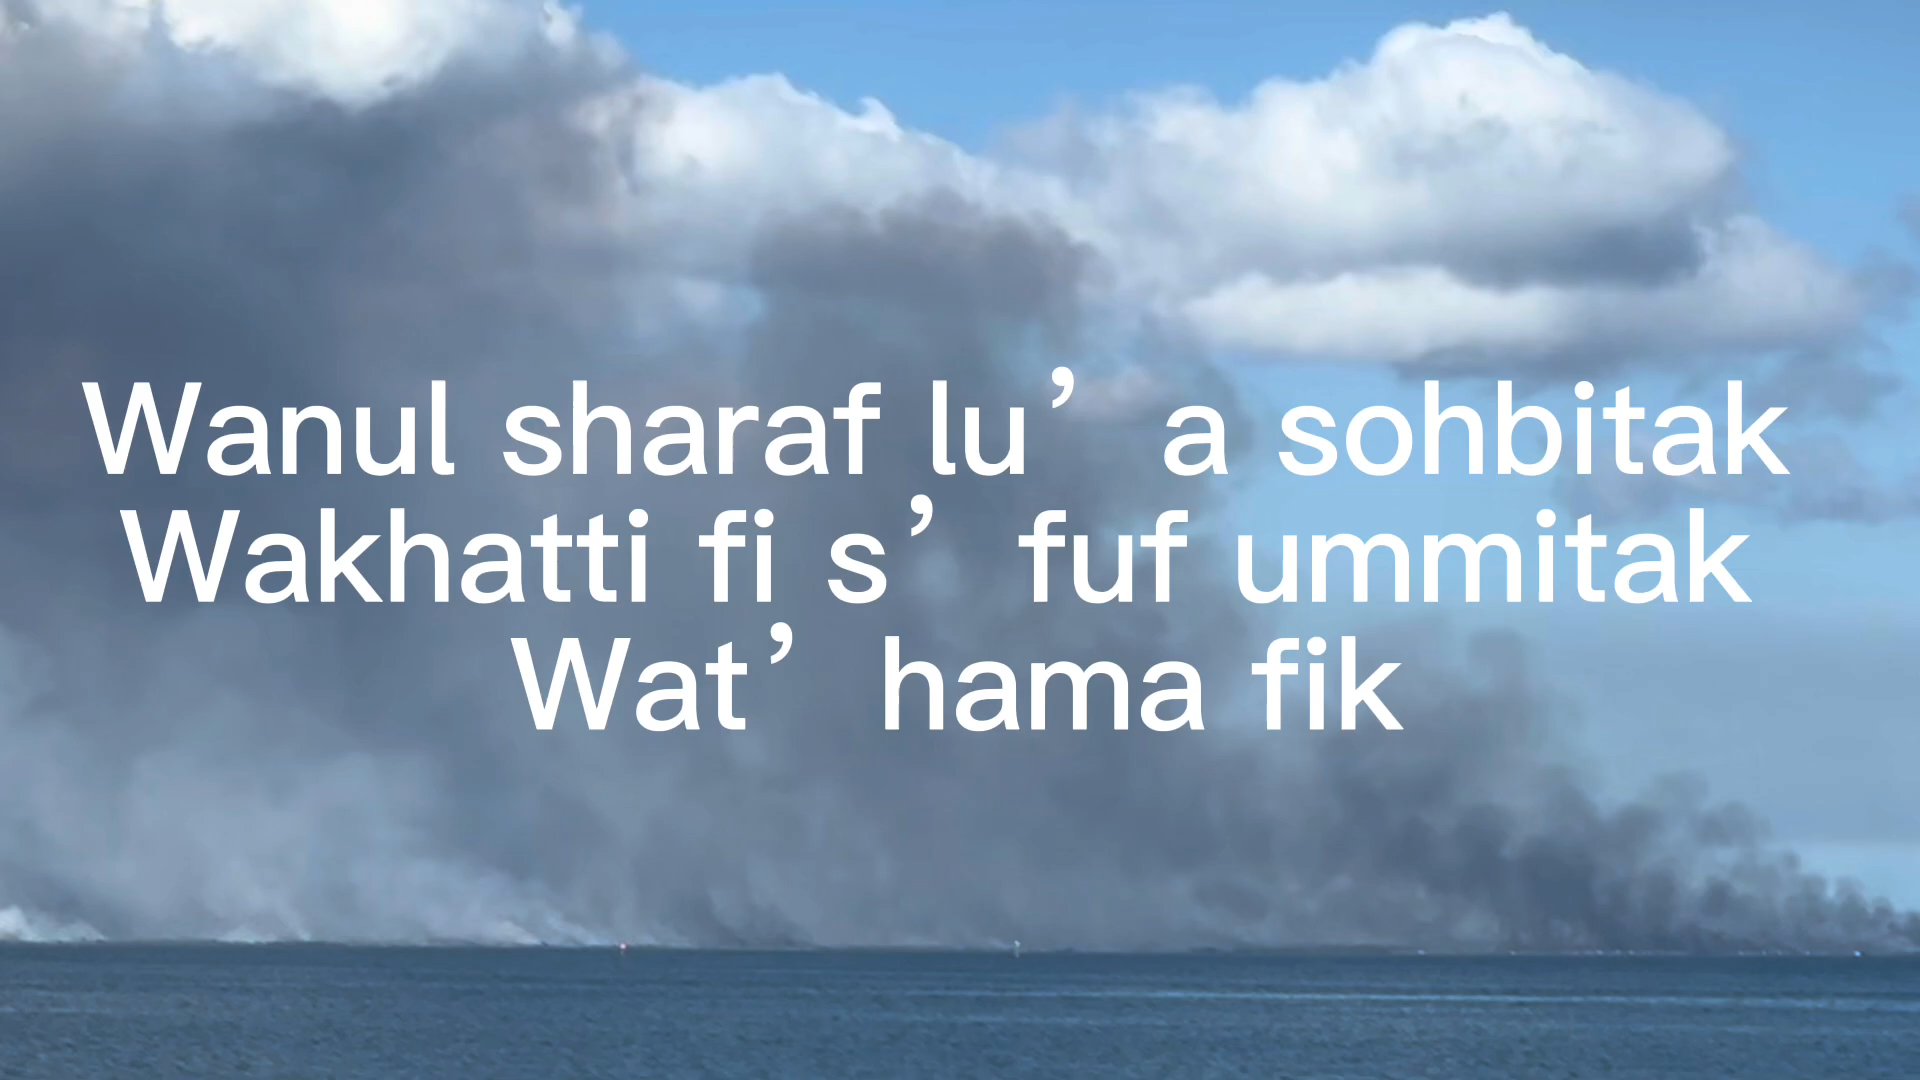 Wanul sharaf lu’ a sohbitak
Wakhatti fi s’ fuf ummitak
Wat’ hama fik